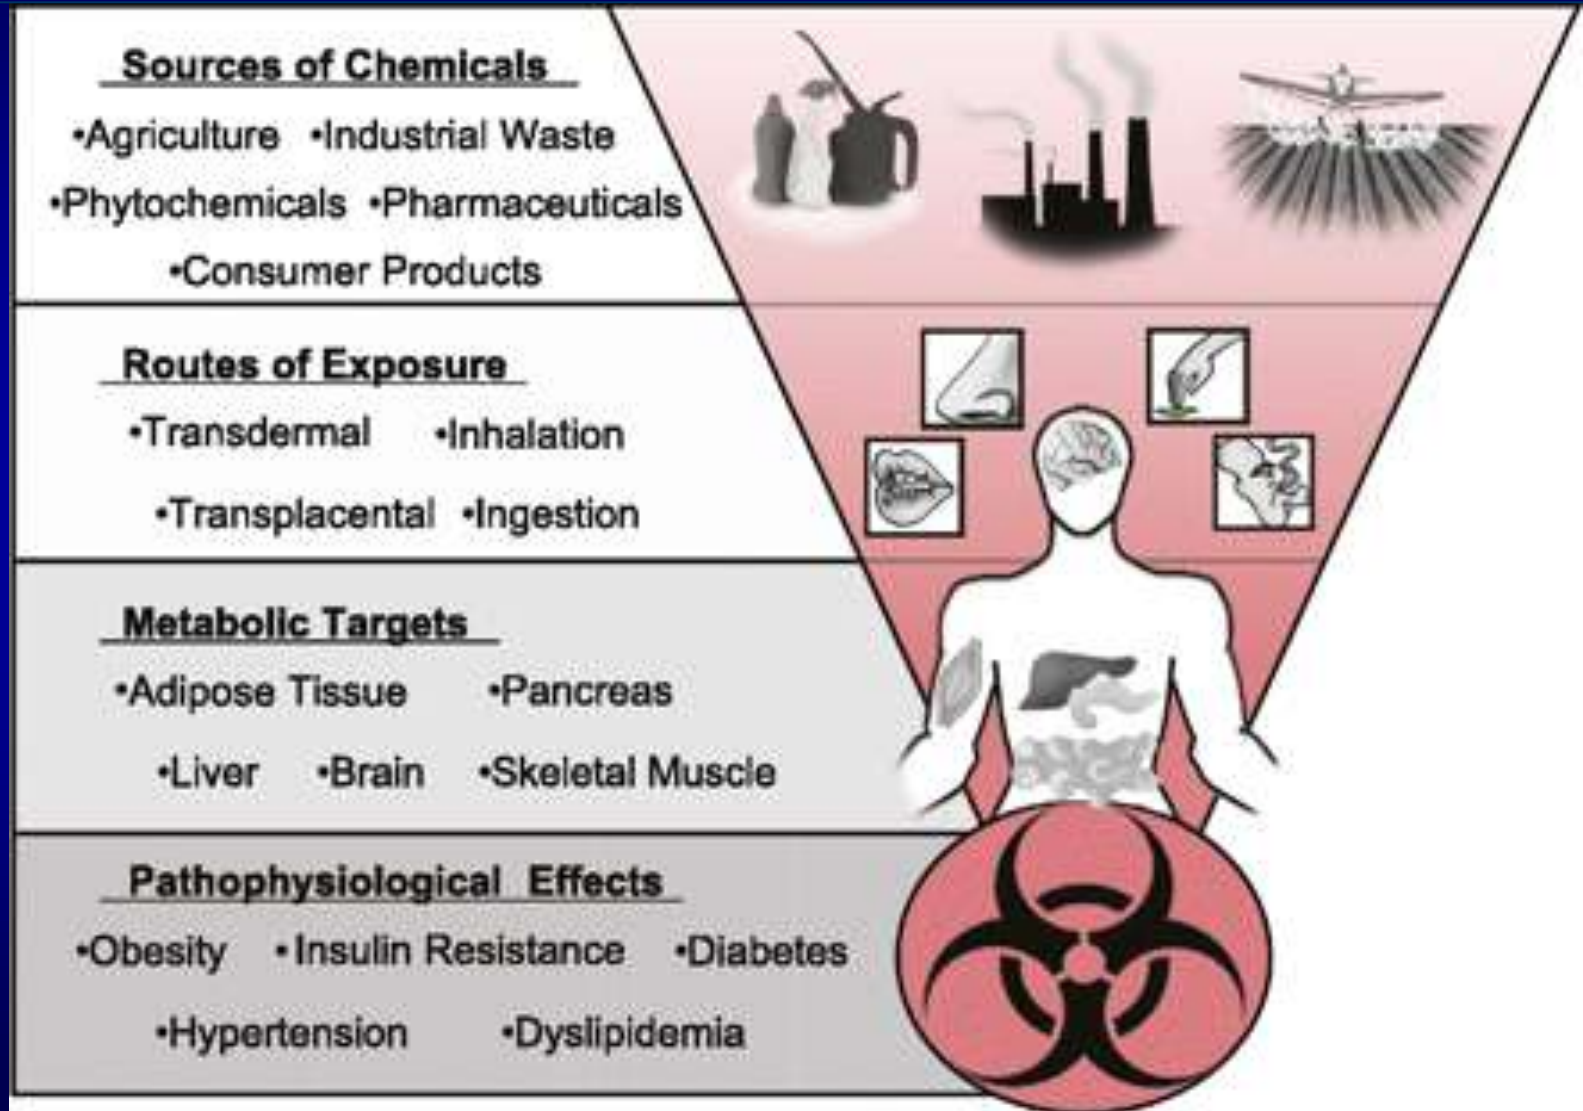 Sources of Chemicals
•Agriculture •Industrial Waste
•Phytochemicals •Pharmaceuticals
•Consumer Products
Routes of Exposure
•Transdermal •Inhalation
•Transplacental •Ingestion
Metabolic Targets
•Adipose Tissue •Pancreas
•Liver •Brain •Skeletal Muscle
Pathophysiological Effects
•Obesity •Insulin Resistance •Diabetes
•Hypertension •Dyslipidemia